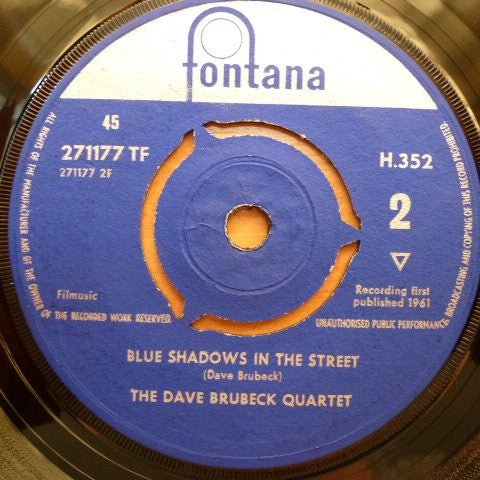 fontana
45
271177 TF
271177 2F
H.352
2
Filmusic
Recording first
published 1961
ALL RIGHTS OF THE MANUFACTURER AND OF THE OWNER OF THE RECORDED WORK RESERVED.
UNAUTHORISED PUBLIC PERFORMANCE, BROADCASTING AND COPYING OF THIS RECORD PROHIBITED.
BLUE SHADOWS IN THE STREET
(Dave Brubeck)
THE DAVE BRUBECK QUARTET